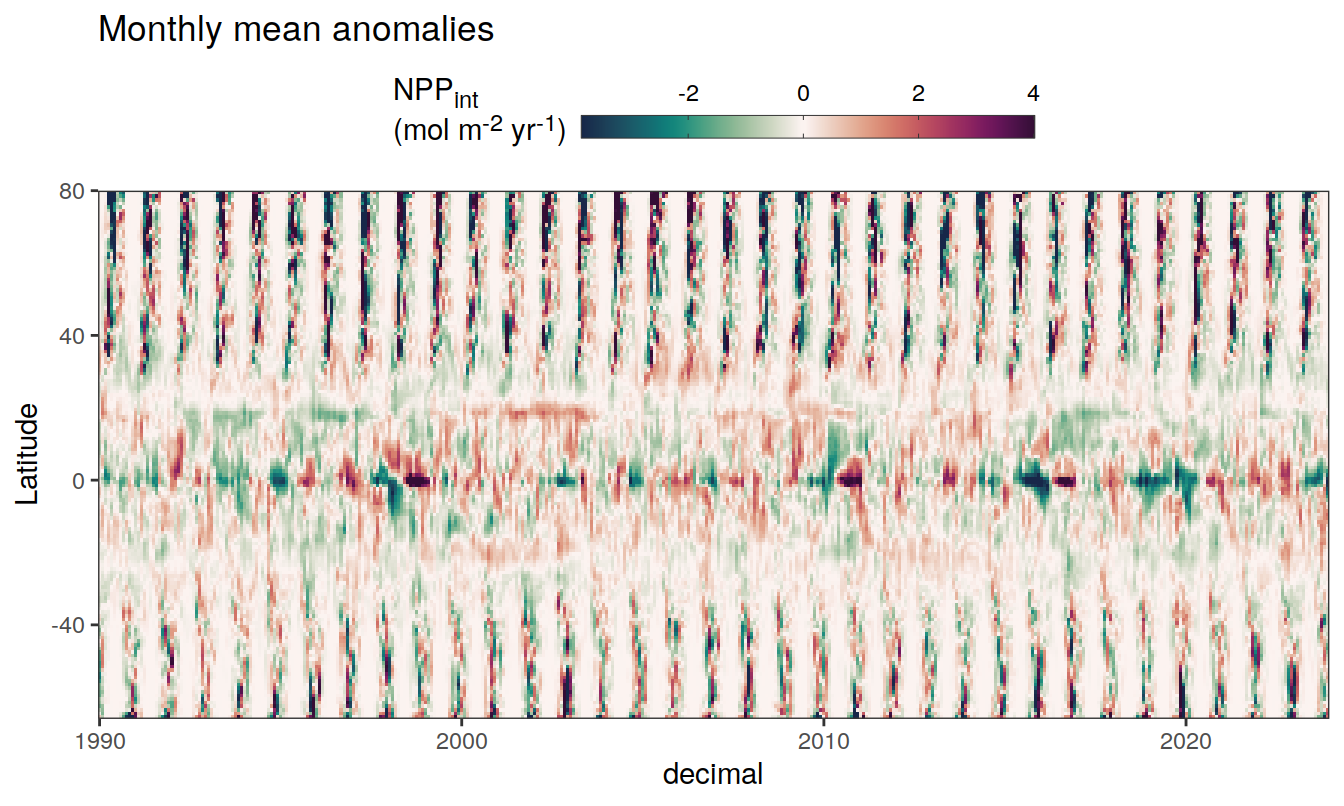 Monthly mean anomalies
NPPint
(mol m-2 yr-1)
-2 0 2 4
80
40
0
-40
Latitude
1990 2000 2010 2020
decimal